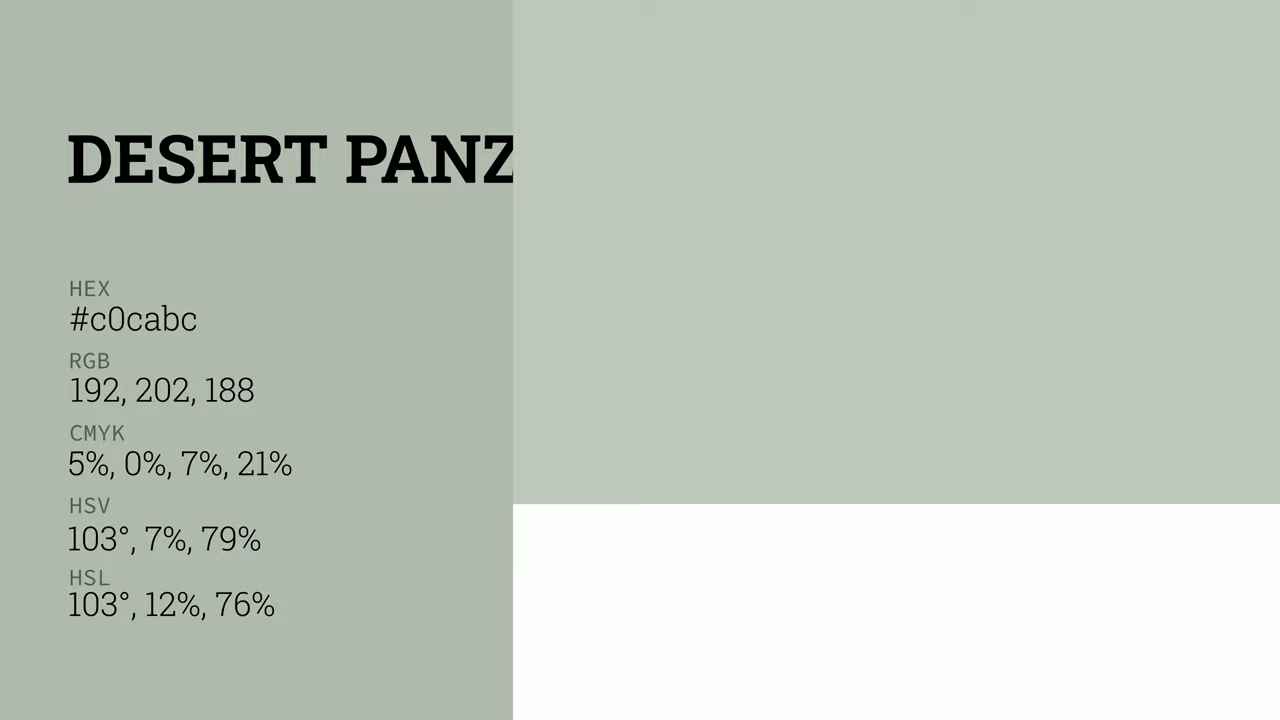 DESERT PANZ
HEX
#c0cabc
RGB
192, 202, 188
CMYK
5%, 0%, 7%, 21%
HSV
103°, 7%, 79%
HSL
103°, 12%, 76%